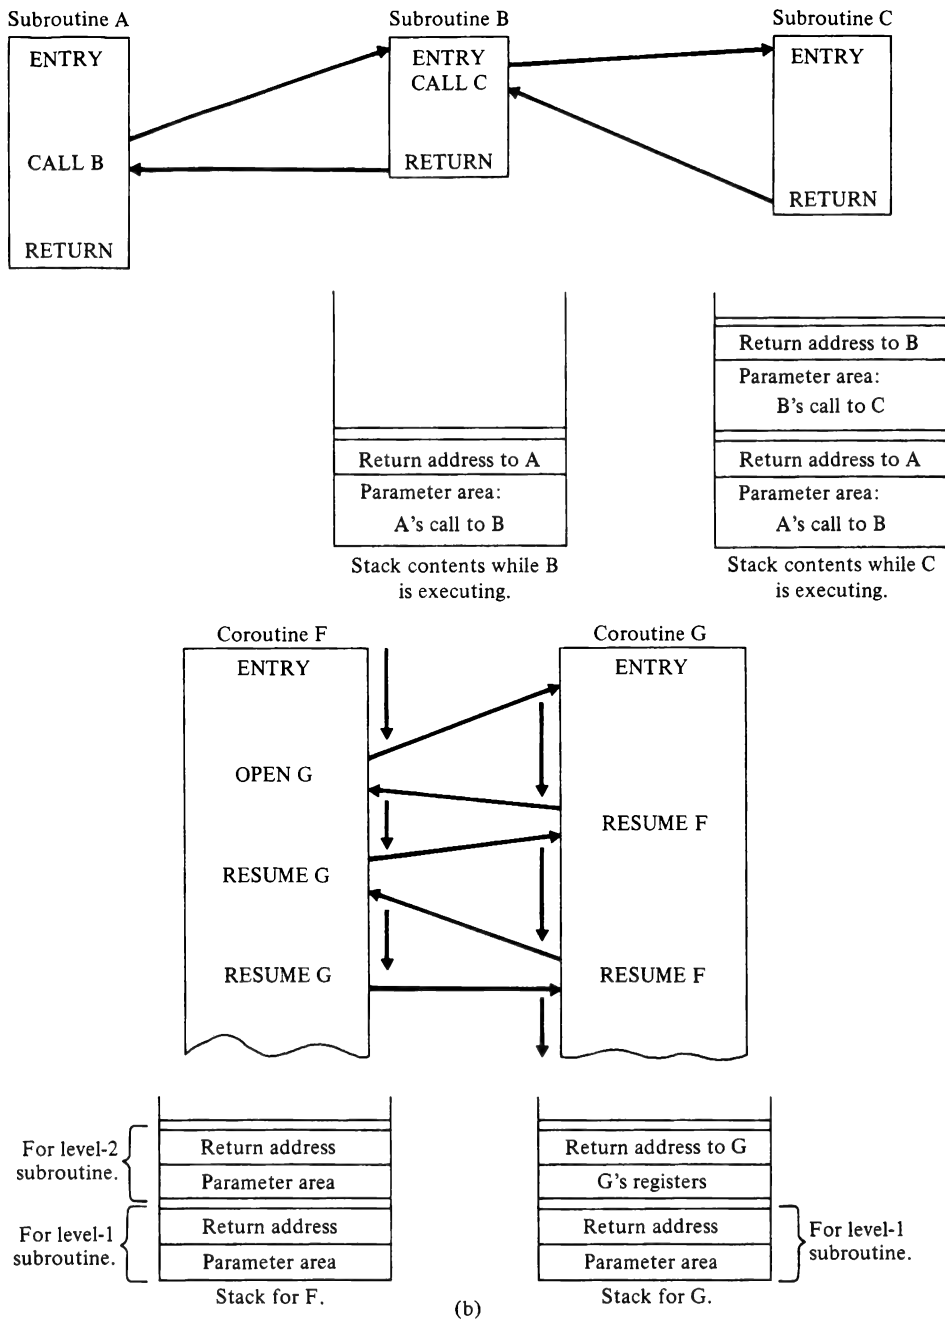 Subroutine A
Subroutine B
Subroutine C
ENTRY
CALL B
RETURN
ENTRY
CALL C
RETURN
ENTRY
RETURN
Return address to A
Parameter area:
A's call to B
Stack contents while B
is executing.
Return address to B
Parameter area:
B's call to C
Return address to A
Parameter area:
A's call to B
Stack contents while C
is executing.
Coroutine F
ENTRY
OPEN G
RESUME G
RESUME G
Coroutine G
ENTRY
RESUME F
RESUME F
For level-2
subroutine.
For level-1
subroutine.
Return address
Parameter area
Return address
Parameter area
Stack for F.
Return address to G
G's registers
Return address
Parameter area
Stack for G.
For level-1
subroutine.
(b)